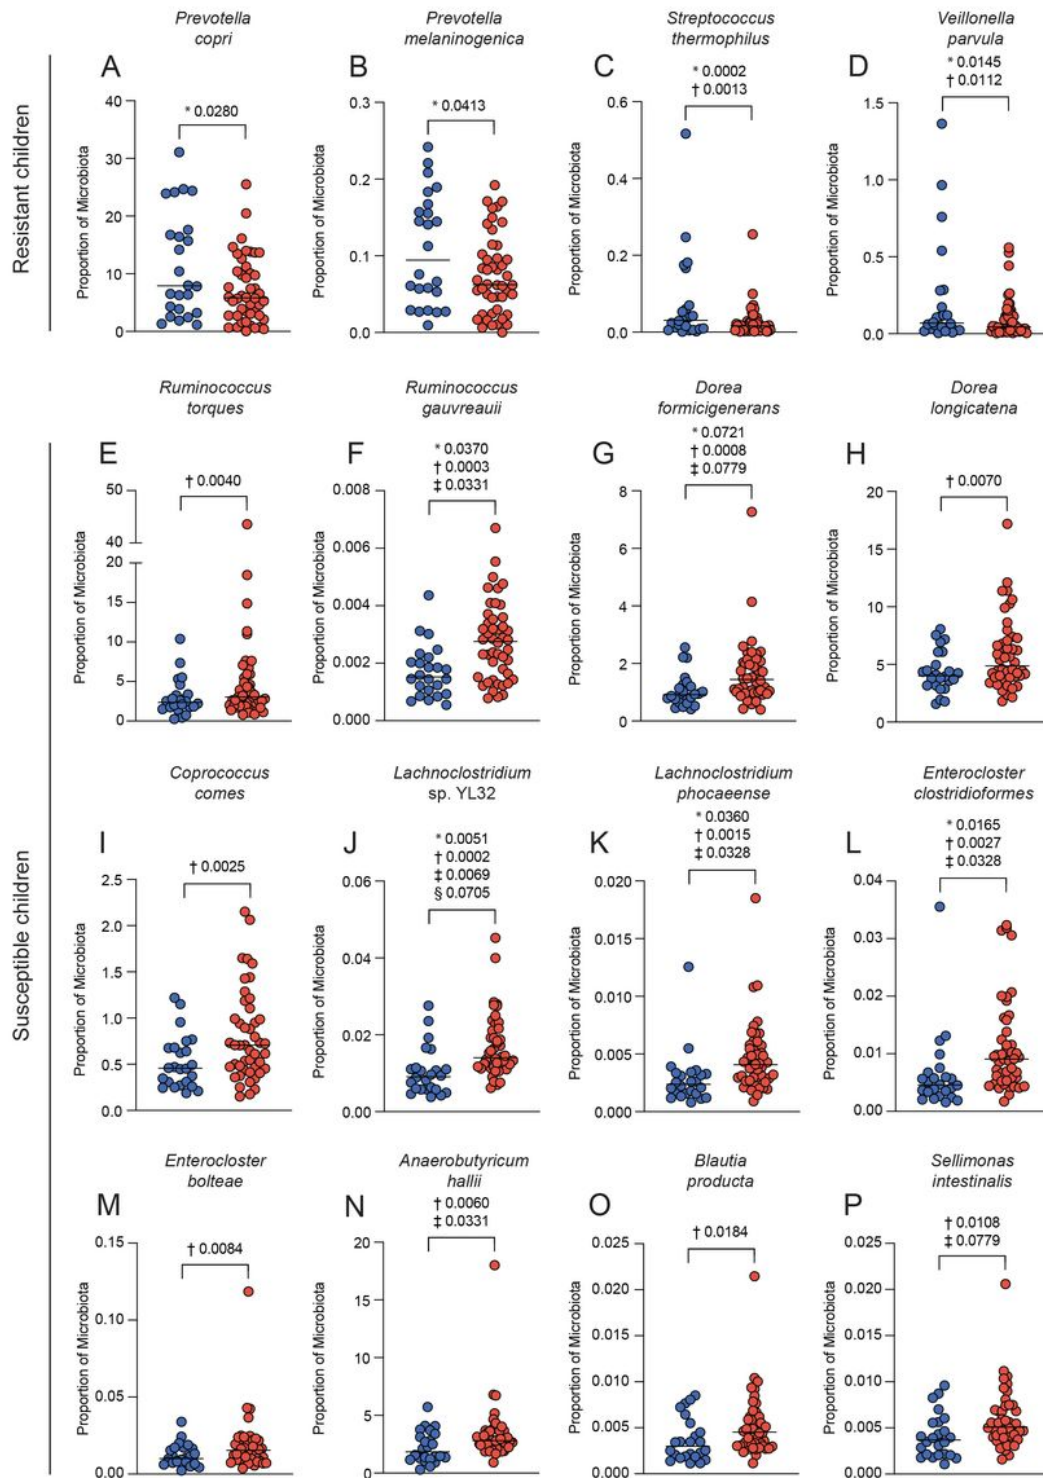 Resistant children
Prevotella
copri
A
* 0.0280
Proportion of Microbiota
40
30
20
10
0
Prevotella
melaninogenica
B
* 0.0413
Proportion of Microbiota
0.3
0.2
0.1
0.0
Streptococcus
thermophilus
C
* 0.0002
† 0.0013
Proportion of Microbiota
0.6
0.4
0.2
0.0
Veillonella
parvula
D
* 0.0145
† 0.0112
Proportion of Microbiota
1.5
1.0
0.5
0.0
Susceptible children
Ruminococcus
torques
E
† 0.0040
Proportion of Microbiota
50
40
20
15
10
5
0
Ruminococcus
gauvreauii
F
* 0.0370
† 0.0003
‡ 0.0331
Proportion of Microbiota
0.008
0.006
0.004
0.002
0.000
Dorea
formicigenerans
G
* 0.0721
† 0.0008
‡ 0.0779
Proportion of Microbiota
8
6
4
2
0
Dorea
longicatena
H
† 0.0070
Proportion of Microbiota
20
15
10
5
0
Coprococcus
comes
I
† 0.0025
Proportion of Microbiota
2.5
2.0
1.5
1.0
0.5
0.0
Lachnoclostridium
sp. YL32
J
* 0.0051
† 0.0002
‡ 0.0069
§ 0.0705
Proportion of Microbiota
0.06
0.04
0.02
0.00
Lachnoclostridium
phocaeense
K
* 0.0360
† 0.0015
‡ 0.0328
Proportion of Microbiota
0.020
0.015
0.010
0.005
0.000
Enterocloster
clostridioformes
L
* 0.0165
† 0.0027
‡ 0.0328
Proportion of Microbiota
0.04
0.03
0.02
0.01
0.00
Enterocloster
bolteae
M
† 0.0084
Proportion of Microbiota
0.15
0.10
0.05
0.00
Anaerobutyricum
hallii
N
† 0.0060
‡ 0.0331
Proportion of Microbiota
20
15
10
5
0
Blautia
producta
O
† 0.0184
Proportion of Microbiota
0.025
0.020
0.015
0.010
0.005
0.000
Sellimonas
intestinalis
P
† 0.0108
‡ 0.0779
Proportion of Microbiota
0.025
0.020
0.015
0.010
0.005
0.000